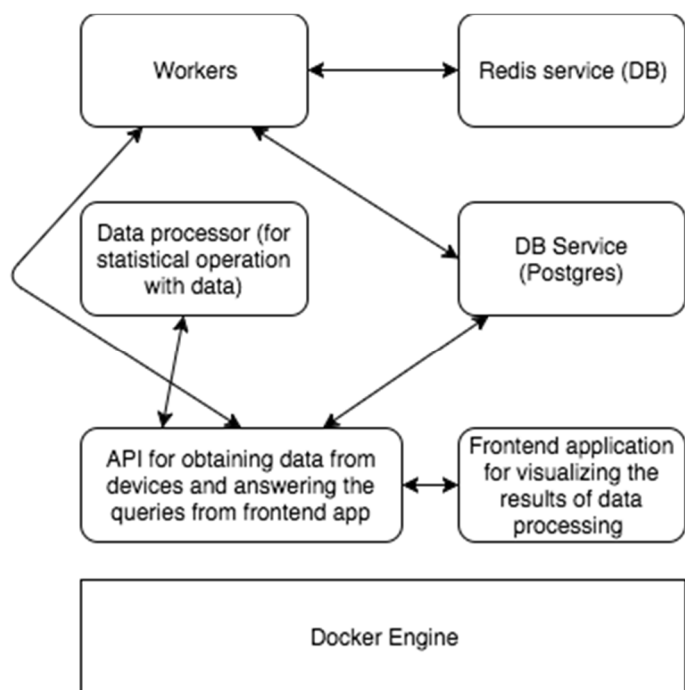 Workers
Redis service (DB)
Data processor (for
statistical operation
with data)
DB Service
(Postgres)
API for obtaining data from
devices and answering the
queries from frontend app
Frontend application
for visualizing the
results of data
processing
Docker Engine